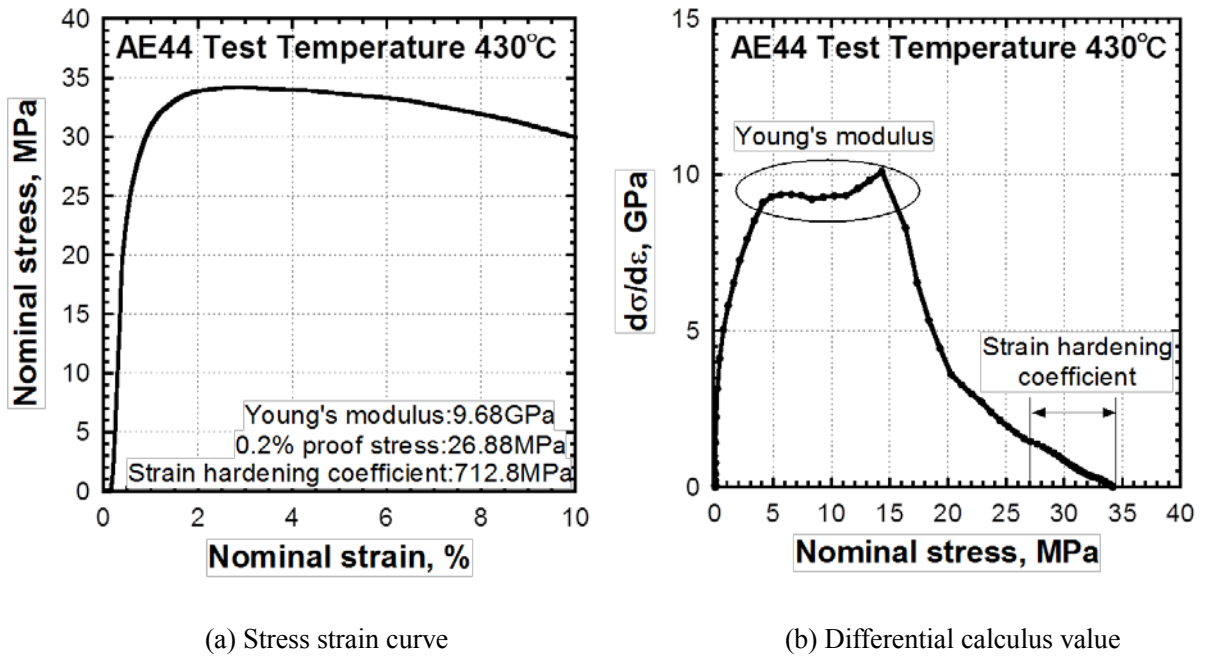 AE44 Test Temperature 430℃
Nominal stress, MPa
40
35
30
25
20
15
10
5
0
Young's modulus:9.68GPa
0.2% proof stress:26.88MPa
Strain hardening coefficient:712.8MPa
0 2 4 6 8 10
Nominal strain, %
(a) Stress strain curve
AE44 Test Temperature 430℃
dσ/dε, GPa
15
10
5
0
Young's modulus
Strain hardening
coefficient
0 5 10 15 20 25 30 35 40
Nominal stress, MPa
(b) Differential calculus value